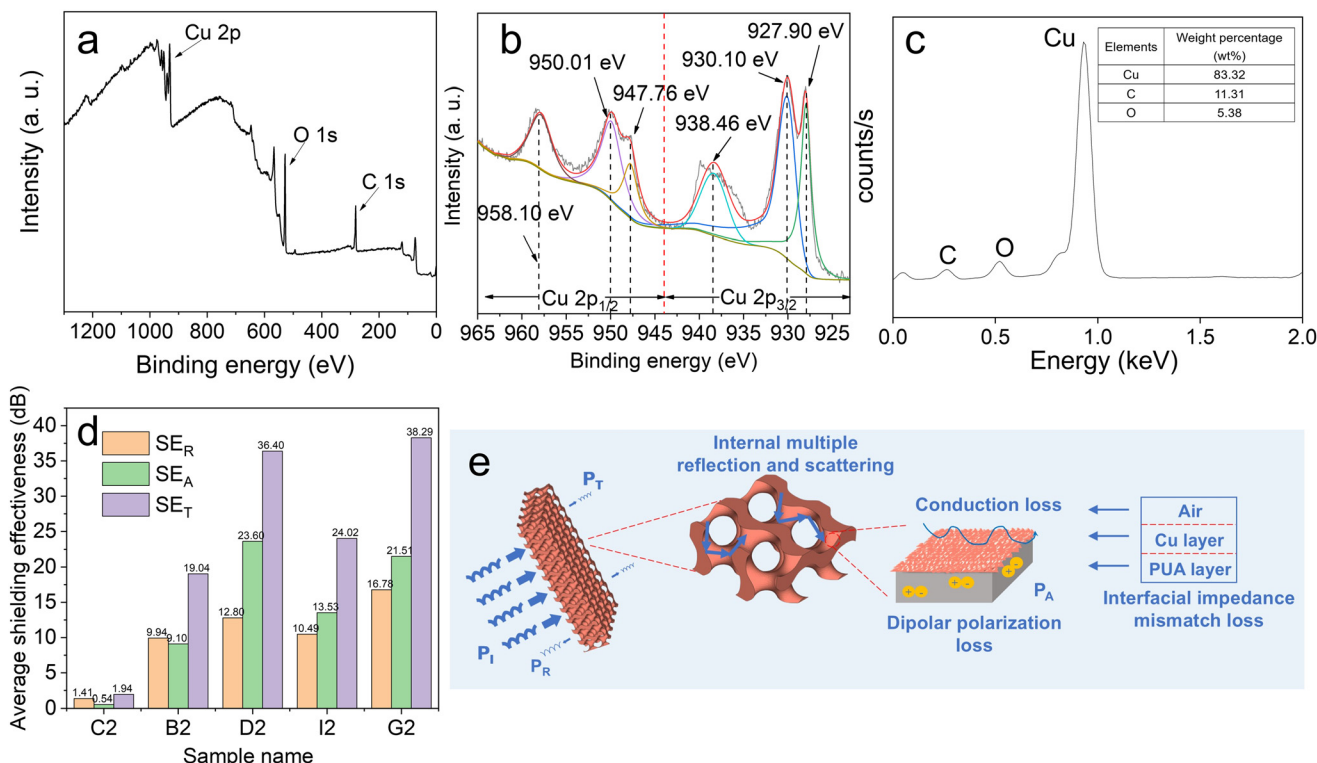 a
Cu 2p
O 1s
C 1s
Intensity (a. u.)
1200 1000 800 600 400 200 0
Binding energy (eV)
b
927.90 eV
930.10 eV
950.01 eV
947.76 eV
938.46 eV
958.10 eV
Cu 2p1/2
Cu 2p3/2
Intensity (a. u.)
965 960 955 950 945 940 935 930 925
Binding energy (eV)
c
Cu
C
O
Elements Weight percentage
(wt%)
Cu 83.32
C 11.31
O 5.38
counts/s
0.0 0.5 1.0 1.5 2.0
Energy (keV)
d
SER
SEA
SET
Average shielding effectiveness (dB)
40
35
30
25
20
15
10
5
0
1.41 0.54 1.94
9.94 9.10 19.04
12.80 23.60 36.40
10.49 13.53 24.02
16.78 21.51 38.29
C2 B2 D2 I2 G2
Sample name
e
Internal multiple
reflection and scattering
PT
PI
PR
Conduction loss
PA
Dipolar polarization
loss
Air
Cu layer
PUA layer
Interfacial impedance
mismatch loss